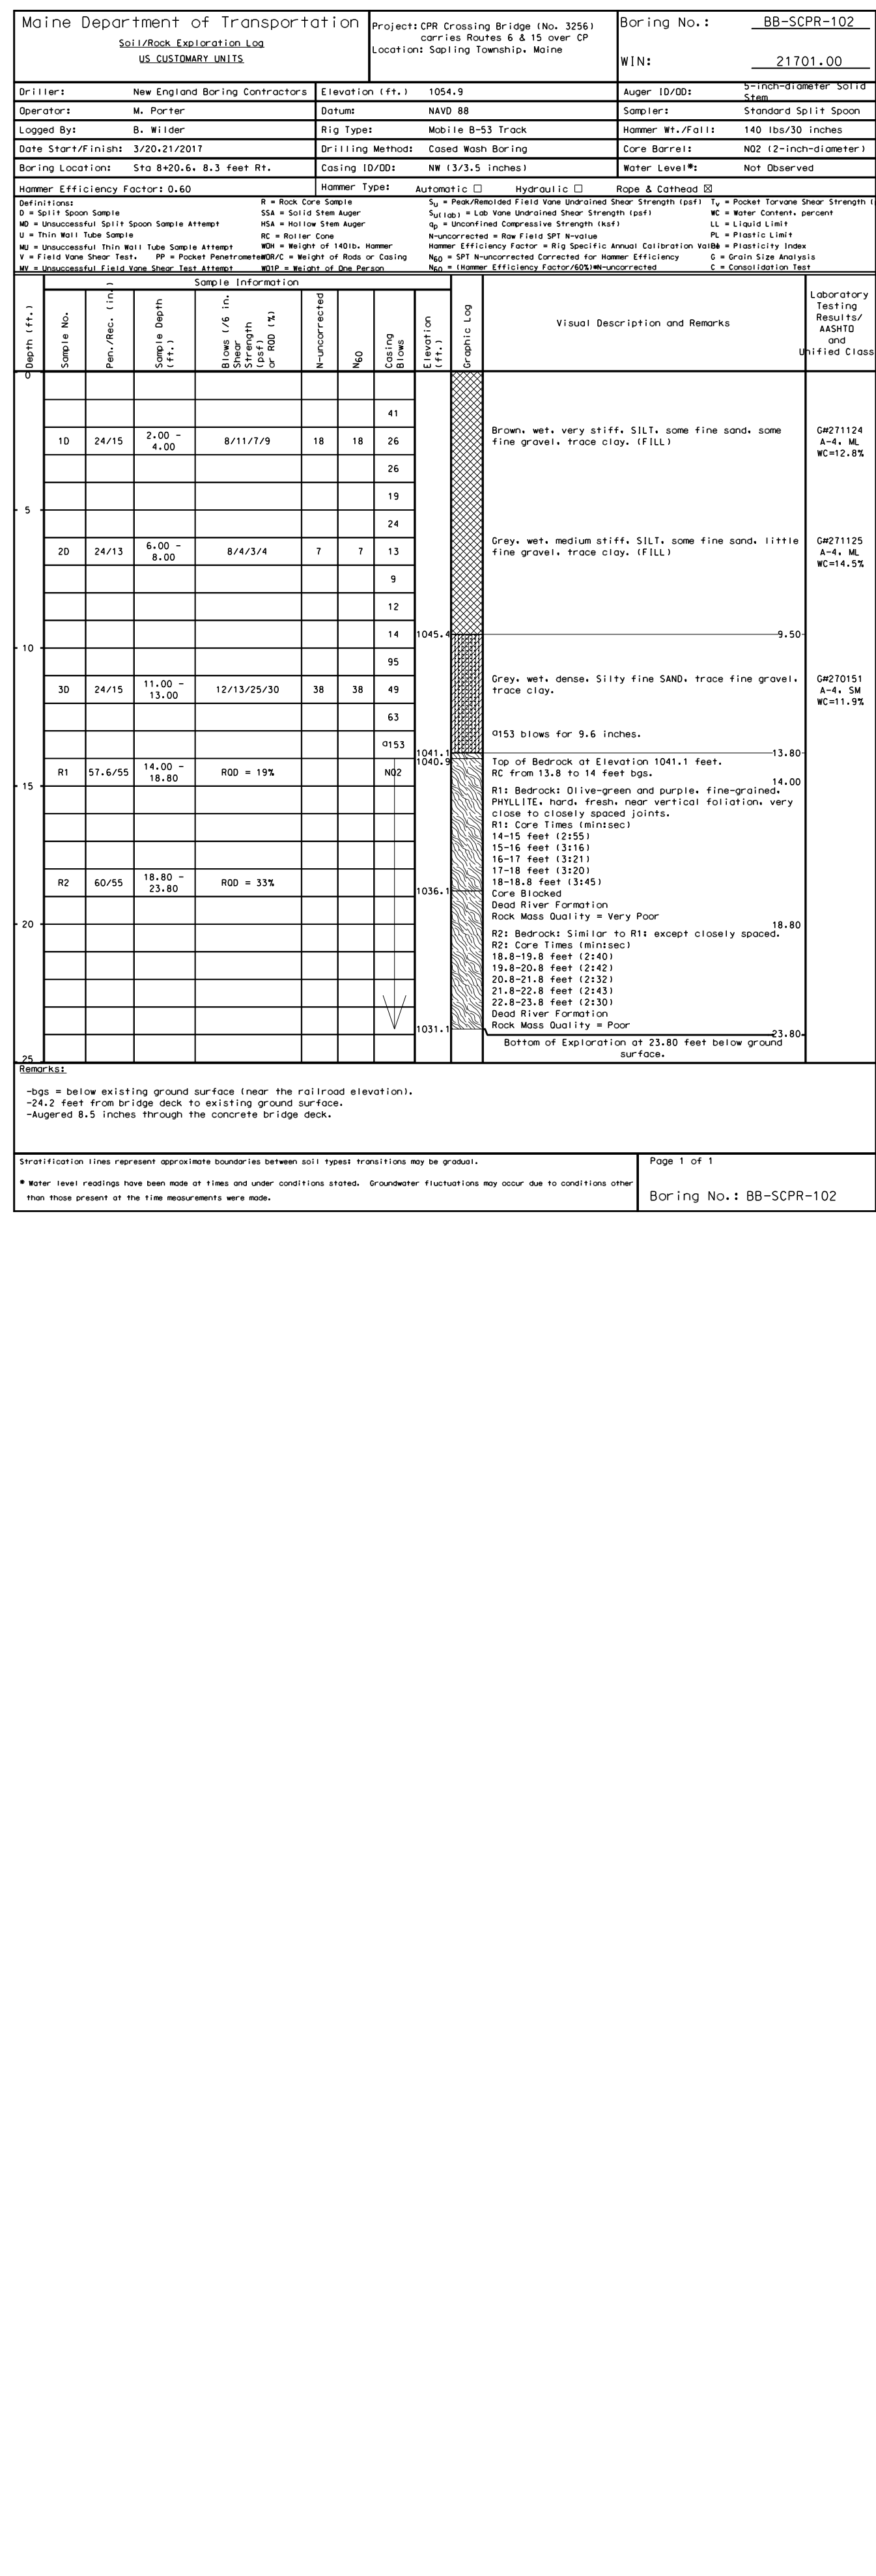 Maine Department of Transportation
Soil/Rock Exploration Log
US CUSTOMARY UNITS
Project: CPR Crossing Bridge (No. 3256)
carries Routes 6 & 15 over CP
Location: Sapling Township, Maine
Boring No.: BB-SCPR-102
WIN: 21701.00
Driller: New England Boring Contractors
Elevation (ft.) 1054.9
Auger ID/OD: 5-inch-diameter Solid Stem
Operator: M. Porter
Datum: NAVD 88
Sampler: Standard Split Spoon
Logged By: B. Wilder
Rig Type: Mobile B-53 Track
Hammer Wt./Fall: 140 lbs/30 inches
Date Start/Finish: 3/20,21/2017
Drilling Method: Cased Wash Boring
Core Barrel: NQ2 (2-inch-diameter)
Boring Location: Sta 8+20.6, 8.3 feet Rt.
Casing ID/OD: NW (3/3.5 inches)
Water Level*: Not Observed
Hammer Efficiency Factor: 0.60
Hammer Type: Automatic ☐ Hydraulic ☐ Rope & Cathead ☒
Definitions:
D = Split Spoon Sample
MD = Unsuccessful Split Spoon Sample Attempt
U = Thin Wall Tube Sample
MU = Unsuccessful Thin Wall Tube Sample Attempt
V = Field Vane Shear Test, PP = Pocket Penetrometer
MV = Unsuccessful Field Vane Shear Test Attempt
R = Rock Core Sample
SSA = Solid Stem Auger
HSA = Hollow Stem Auger
RC = Roller Cone
WOH = Weight of 140lb. Hammer
WOR/C = Weight of Rods or Casing
WO1P = Weight of One Person
Su = Peak/Remolded Field Vane Undrained Shear Strength (psf)
Su(lab) = Lab Vane Undrained Shear Strength (psf)
qp = Unconfined Compressive Strength (ksf)
N-uncorrected = Raw Field SPT N-value
Hammer Efficiency Factor = Rig Specific Annual Calibration Value
N60 = SPT N-uncorrected Corrected for Hammer Efficiency
N60 = (Hammer Efficiency Factor/60%)*N-uncorrected
Tv = Pocket Torvane Shear Strength (
WC = Water Content, percent
LL = Liquid Limit
PL = Plastic Limit
= Plasticity Index
G = Grain Size Analysis
C = Consolidation Test
Sample Information
Depth (ft.)
Sample No.
Pen./Rec. (in.)
Sample Depth
(ft.)
Blows (/6 in.
Shear
Strength
(psf)
or RQD (%)
N-uncorrected
N60
Casing
Blows
Elevation
(ft.)
Graphic Log
Visual Description and Remarks
Laboratory
Testing
Results/
AASHTO
and
Unified Class
0
41
1D 24/15 2.00 - 4.00 8/11/7/9 18 18 26
Brown, wet, very stiff, SILT, some fine sand, some
fine gravel, trace clay. (FILL)
G#271124
A-4, ML
WC=12.8%
26
19
5
24
2D 24/13 6.00 - 8.00 8/4/3/4 7 7 13
Grey, wet, medium stiff, SILT, some fine sand, little
fine gravel, trace clay. (FILL)
G#271125
A-4, ML
WC=14.5%
9
12
14 1045.4 9.50
10
95
3D 24/15 11.00 - 13.00 12/13/25/30 38 38 49
Grey, wet, dense, Silty fine SAND, trace fine gravel,
trace clay.
G#270151
A-4, SM
WC=11.9%
63
a153 blows for 9.6 inches.
a153
1041.1 13.80
1040.9
Top of Bedrock at Elevation 1041.1 feet.
RC from 13.8 to 14 feet bgs.
14.00
R1 57.6/55 14.00 - 18.80 RQD = 19% NQ2
15
R1: Bedrock: Olive-green and purple, fine-grained,
PHYLLITE, hard, fresh, near vertical foliation, very
close to closely spaced joints.
R1: Core Times (min:sec)
14-15 feet (2:55)
15-16 feet (3:16)
16-17 feet (3:21)
17-18 feet (3:20)
18-18.8 feet (3:45)
Core Blocked
Dead River Formation
Rock Mass Quality = Very Poor
R2 60/55 18.80 - 23.80 RQD = 33%
1036.1
18.80
20
R2: Bedrock: Similar to R1: except closely spaced.
R2: Core Times (min:sec)
18.8-19.8 feet (2:40)
19.8-20.8 feet (2:42)
20.8-21.8 feet (2:32)
21.8-22.8 feet (2:43)
22.8-23.8 feet (2:30)
Dead River Formation
Rock Mass Quality = Poor
1031.1
23.80
Bottom of Exploration at 23.80 feet below ground
surface.
25
Remarks:
-bgs = below existing ground surface (near the railroad elevation).
-24.2 feet from bridge deck to existing ground surface.
-Augered 8.5 inches through the concrete bridge deck.
Stratification lines represent approximate boundaries between soil types; transitions may be gradual.
* Water level readings have been made at times and under conditions stated. Groundwater fluctuations may occur due to conditions other
than those present at the time measurements were made.
Page 1 of 1
Boring No.: BB-SCPR-102